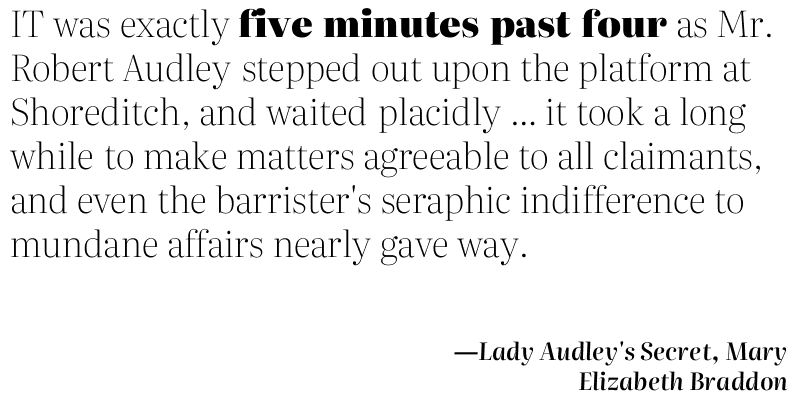 IT was exactly five minutes past four as Mr.
Robert Audley stepped out upon the platform at
Shoreditch, and waited placidly ... it took a long
while to make matters agreeable to all claimants,
and even the barrister's seraphic indifference to
mundane affairs nearly gave way.
—Lady Audley's Secret, Mary
Elizabeth Braddon